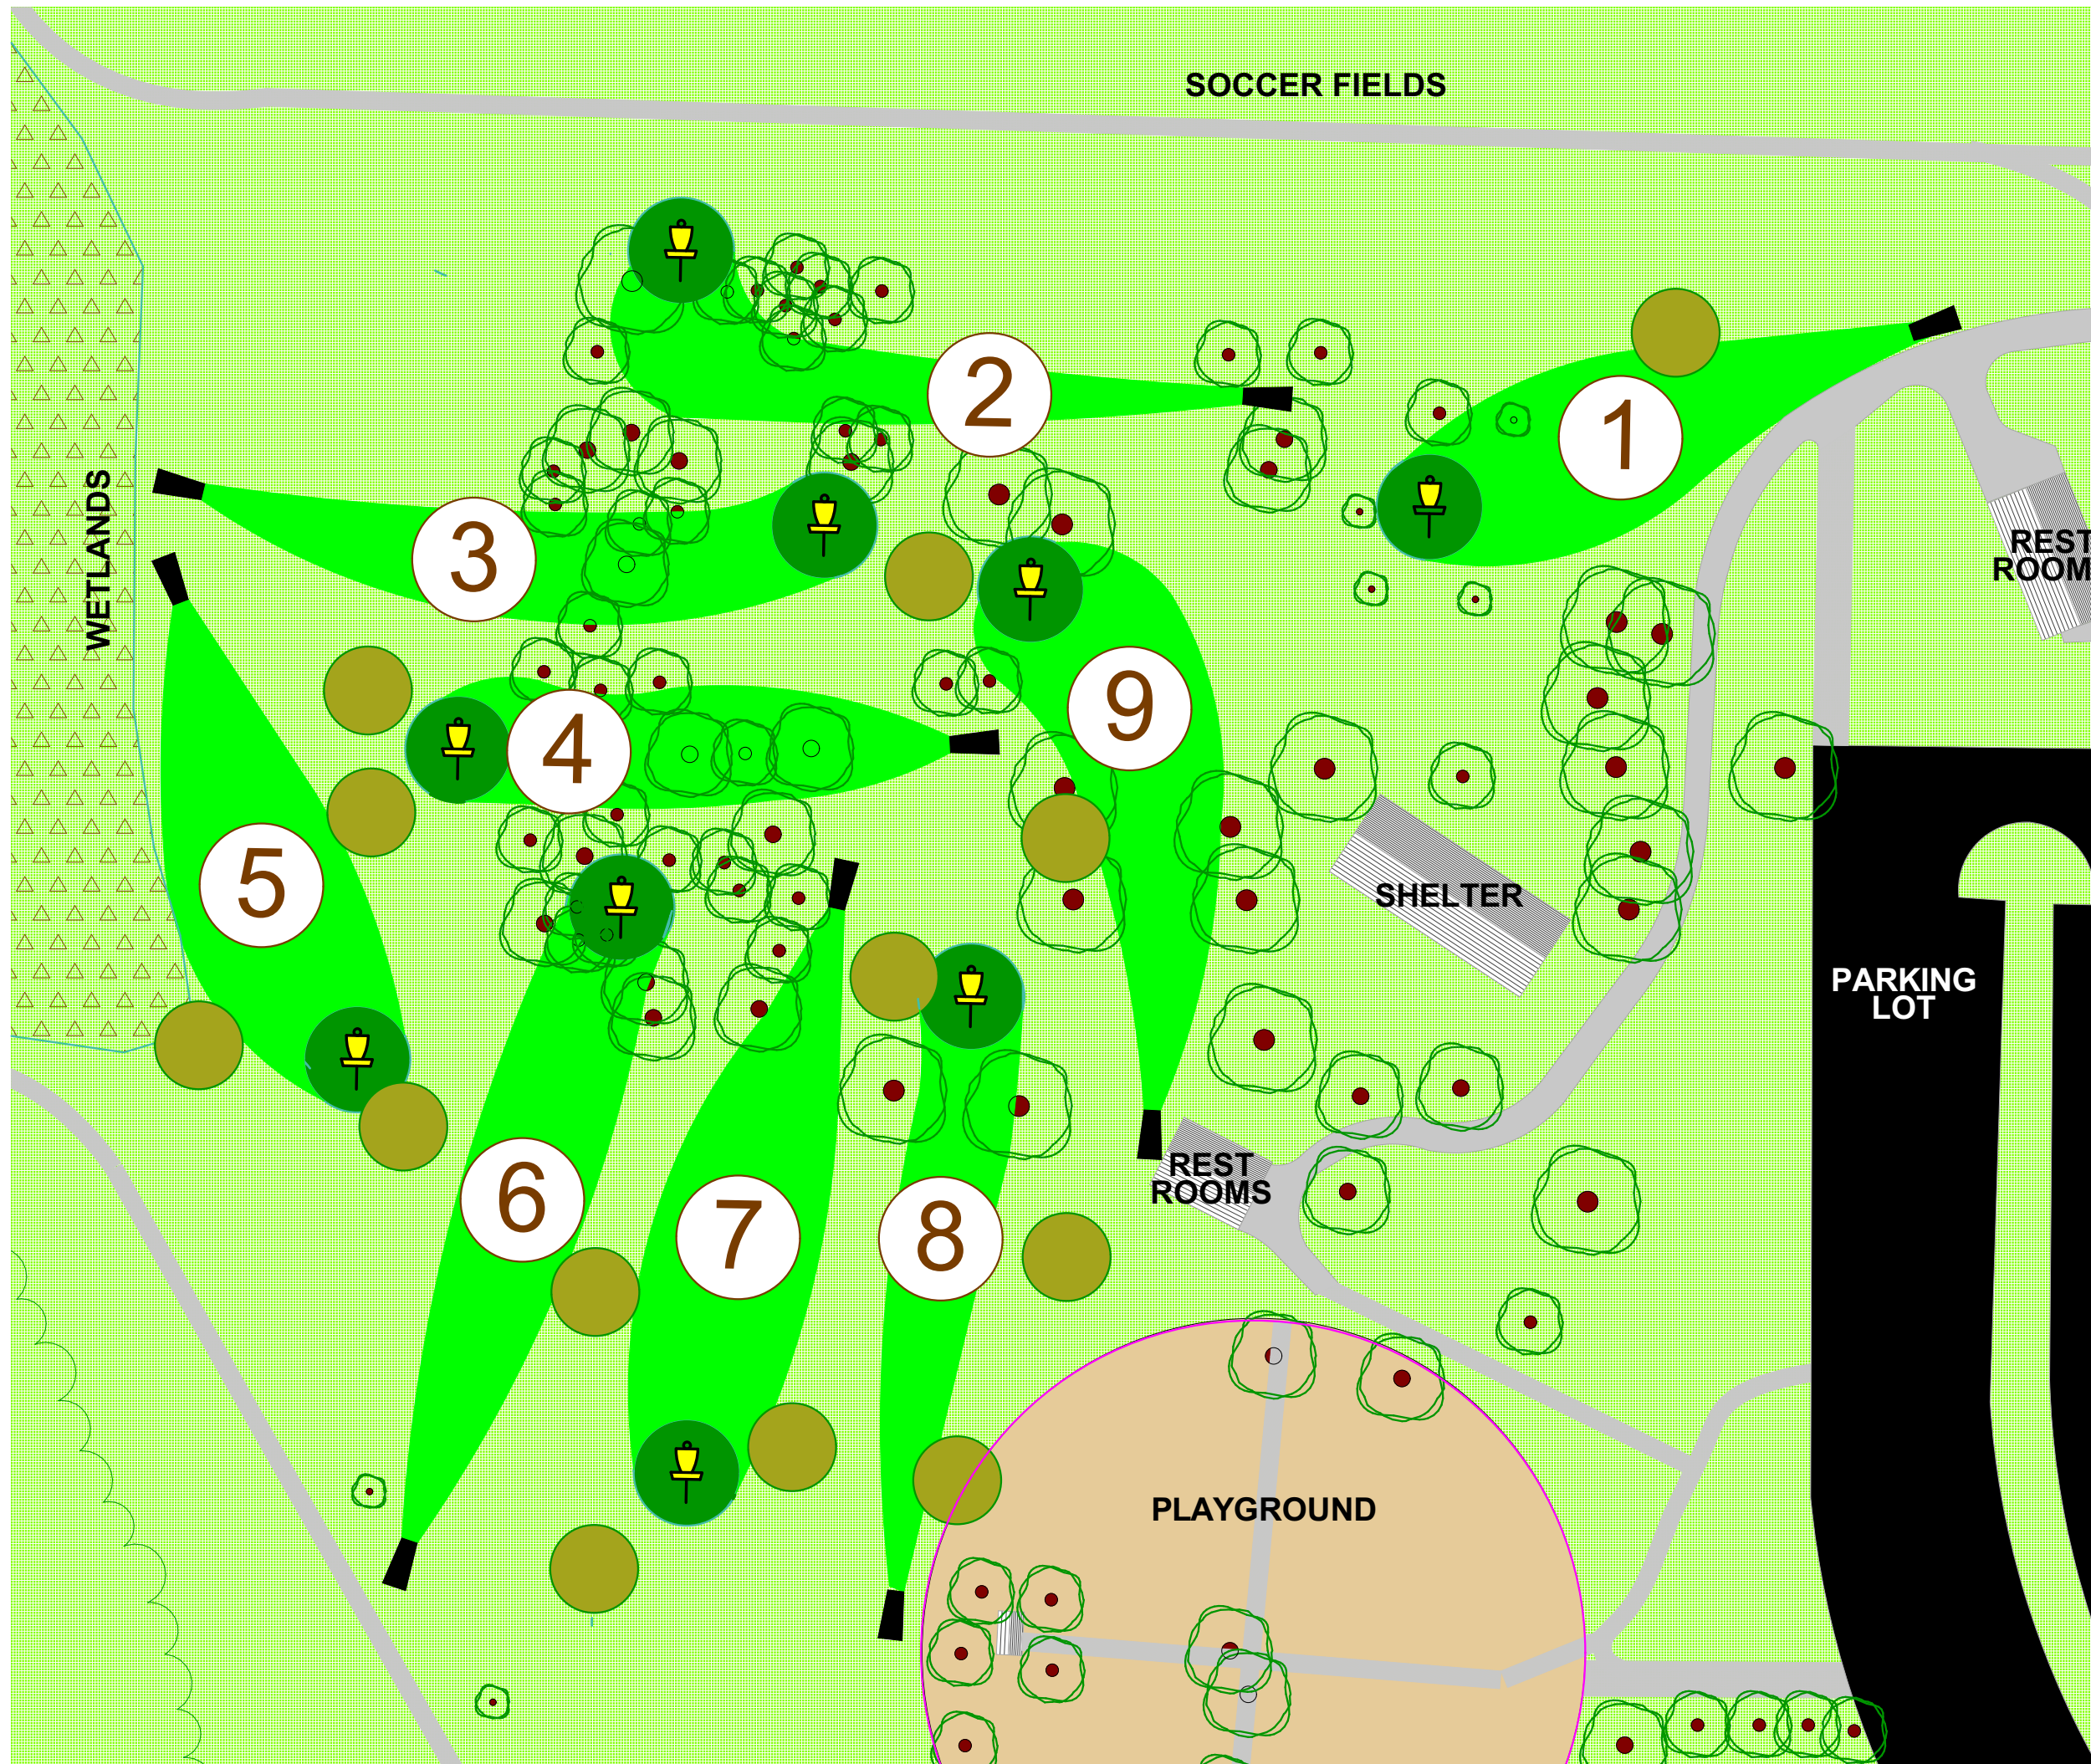 SOCCER FIELDS
2
1
WETLANDS
3
REST
ROOM
9
4
5
SHELTER
PARKING
LOT
6
7
8
REST
ROOMS
PLAYGROUND